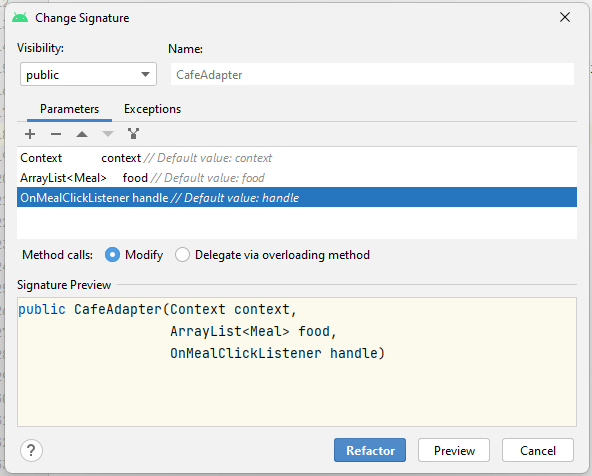 Change Signature
Visibility:
Name:
public
CafeAdapter
Parameters
Exceptions
Context context // Default value: context
ArrayList<Meal> food // Default value: food
OnMealClickListener handle // Default value: handle
Method calls: Modify Delegate via overloading method
Signature Preview
public CafeAdapter(Context context,
ArrayList<Meal> food,
OnMealClickListener handle)
? Refactor Preview Cancel